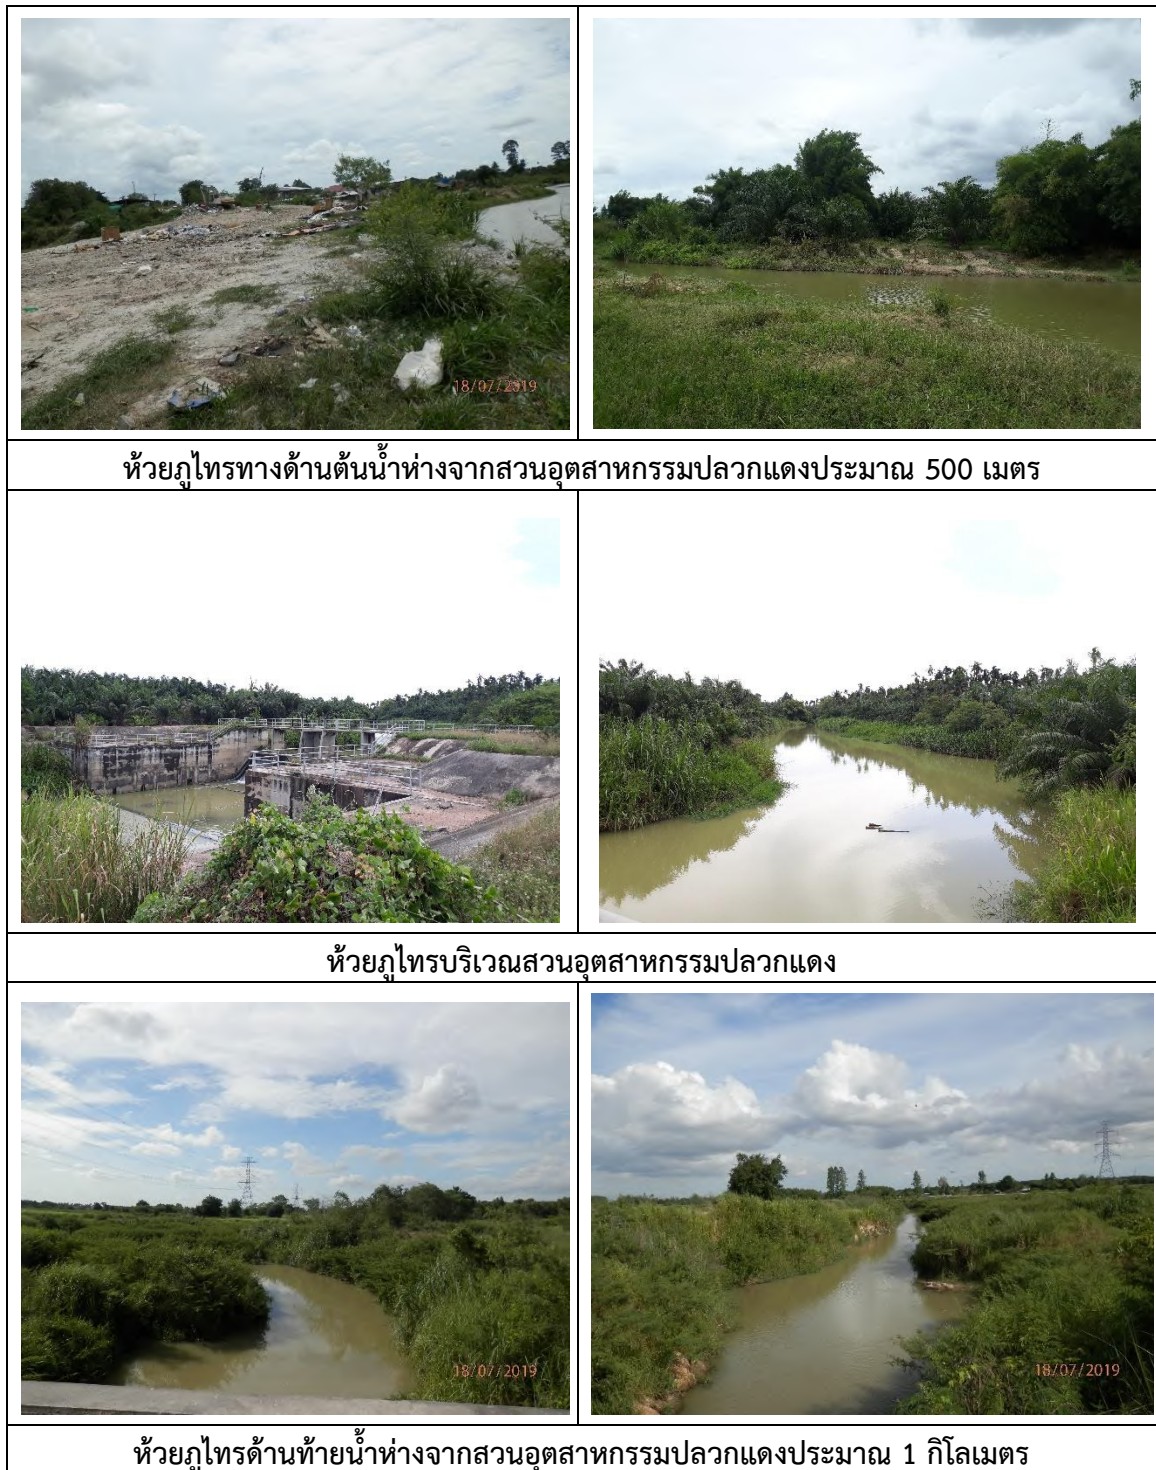 18/07/2019
ห้วยภูไทรทางด้านต้นน้ำห่างจากสวนอุตสาหกรรมปลวกแดงประมาณ 500 เมตร
ห้วยภูไทรบริเวณสวนอุตสาหกรรมปลวกแดง
18/07/2019
18/07/2019
ห้วยภูไทรด้านท้ายน้ำห่างจากสวนอุตสาหกรรมปลวกแดงประมาณ 1 กิโลเมตร